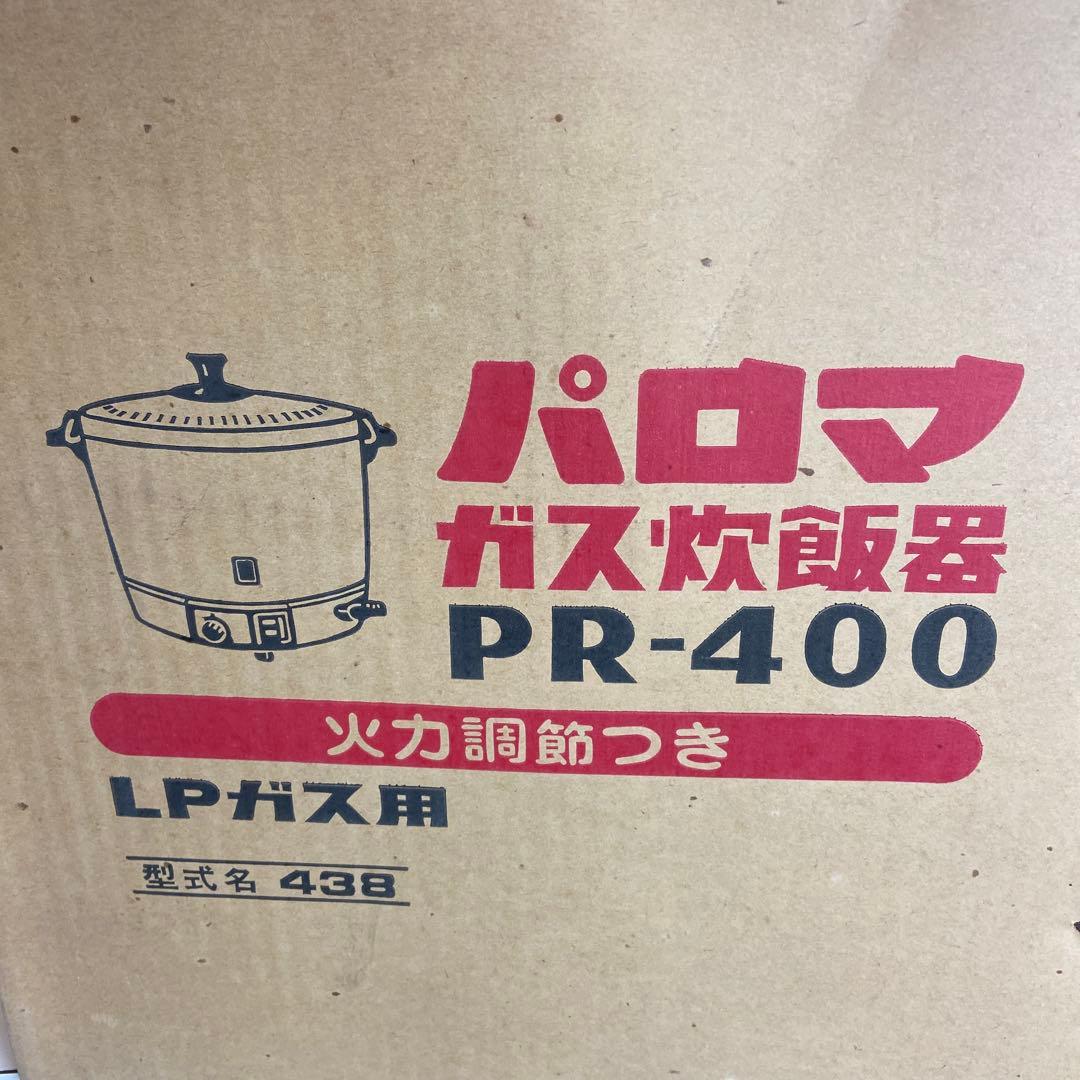 パロマ
ガス炊飯器
PR-400
火力調節つき
LPガス用
型式名 438